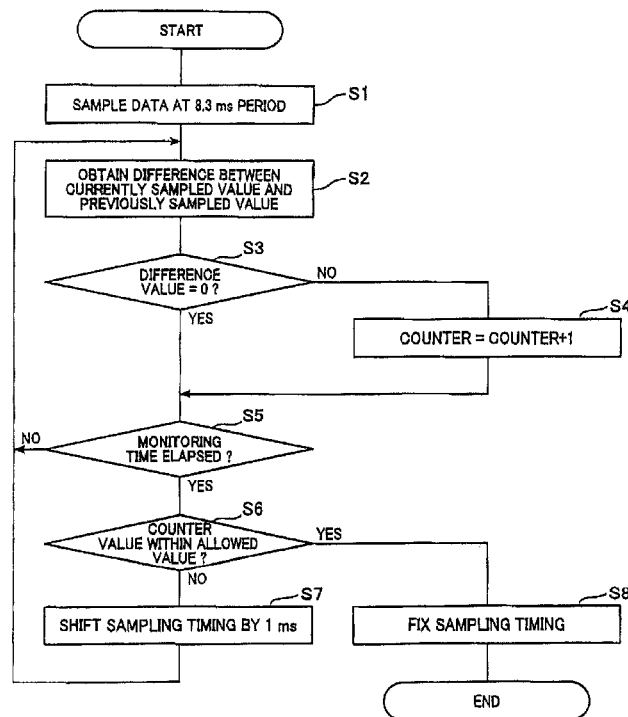 START
SAMPLE DATA AT 8.3 ms PERIOD
S1
OBTAIN DIFFERENCE BETWEEN
CURRENTLY SAMPLED VALUE AND
PREVIOUSLY SAMPLED VALUE
S2
S3
DIFFERENCE
VALUE = 0 ?
NO
YES
S4
COUNTER = COUNTER+1
S5
NO
MONITORING
TIME ELAPSED ?
YES
S6
COUNTER
VALUE WITHIN ALLOWED
VALUE ?
YES
NO
S7
SHIFT SAMPLING TIMING BY 1 ms
S8
FIX SAMPLING TIMING
END